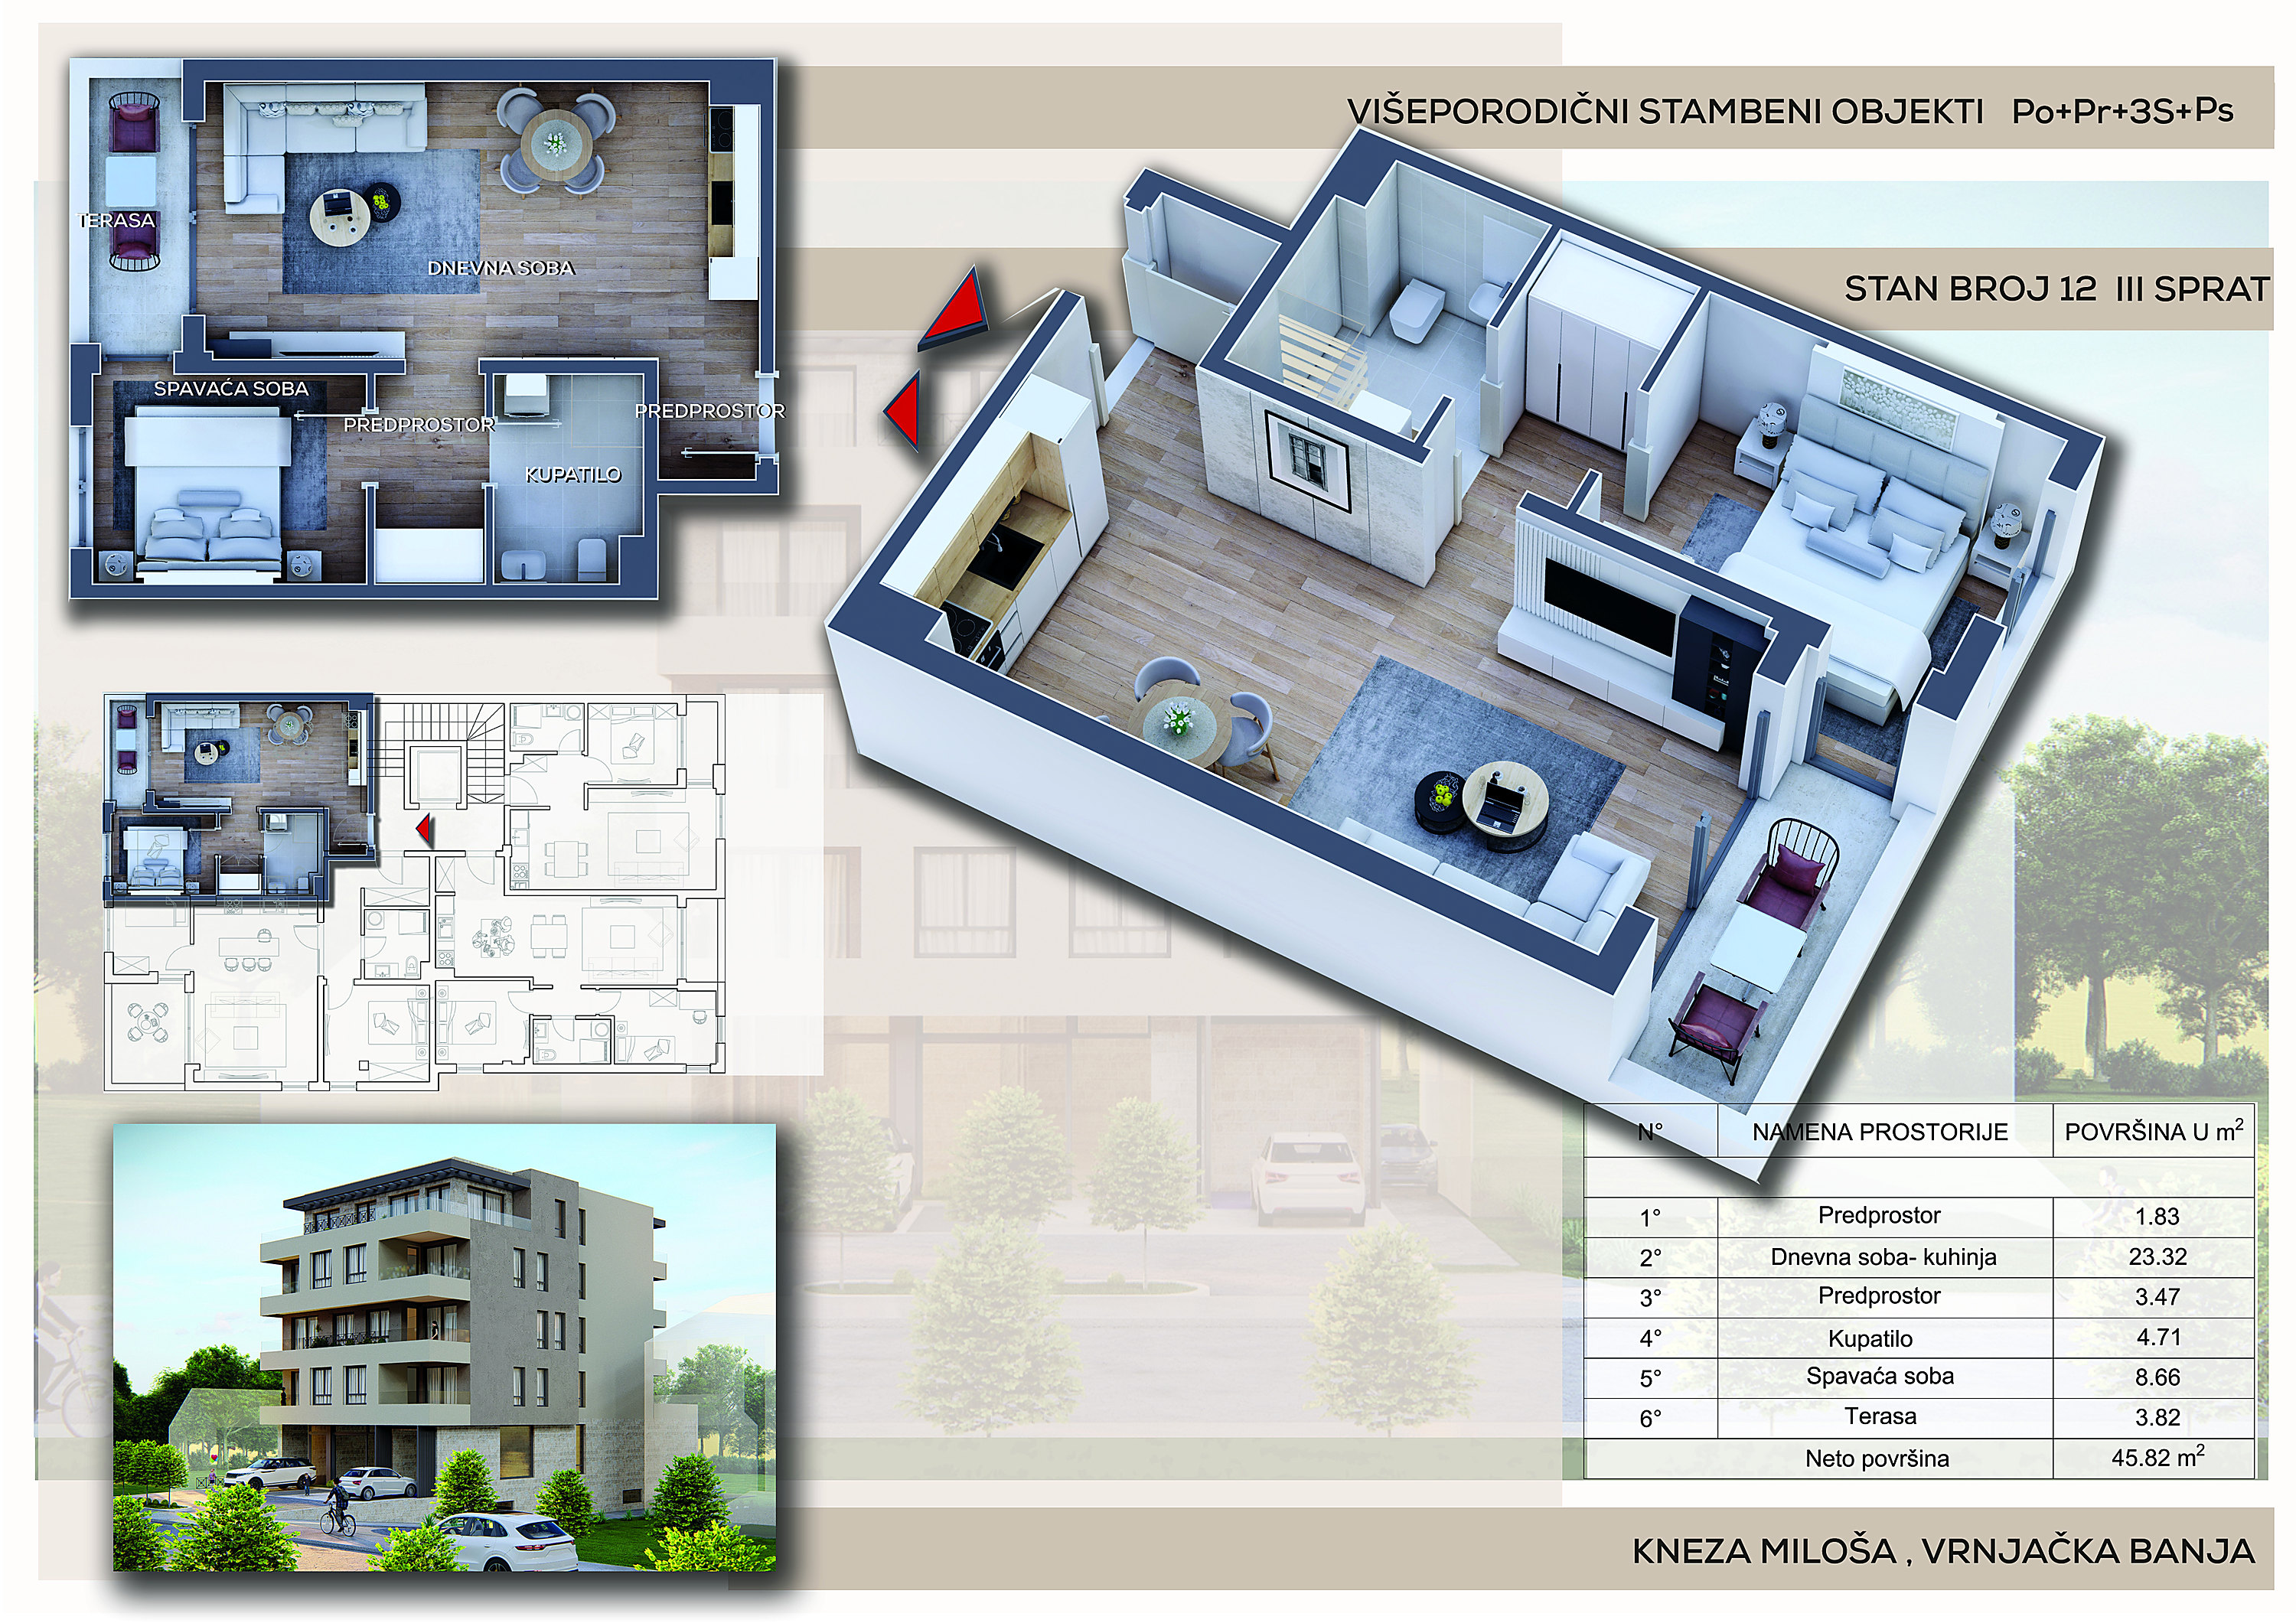 VIŠEPORODIČNI STAMBENI OBJEKTI Po+Pr+3S+Ps
STAN BROJ 12 III SPRAT
TERASA
DNEVNA SOBA
SPAVAĆA SOBA
PREDPROSTOR
PREDPROSTOR
KUPATILO
N° NAMENA PROSTORIJE POVRŠINA U m²
1° Predprostor 1.83
2° Dnevna soba- kuhinja 23.32
3° Predprostor 3.47
4° Kupatilo 4.71
5° Spavaća soba 8.66
6° Terasa 3.82
Neto površina 45.82 m²
KNEZA MILOŠA , VRNJAČKA BANJA